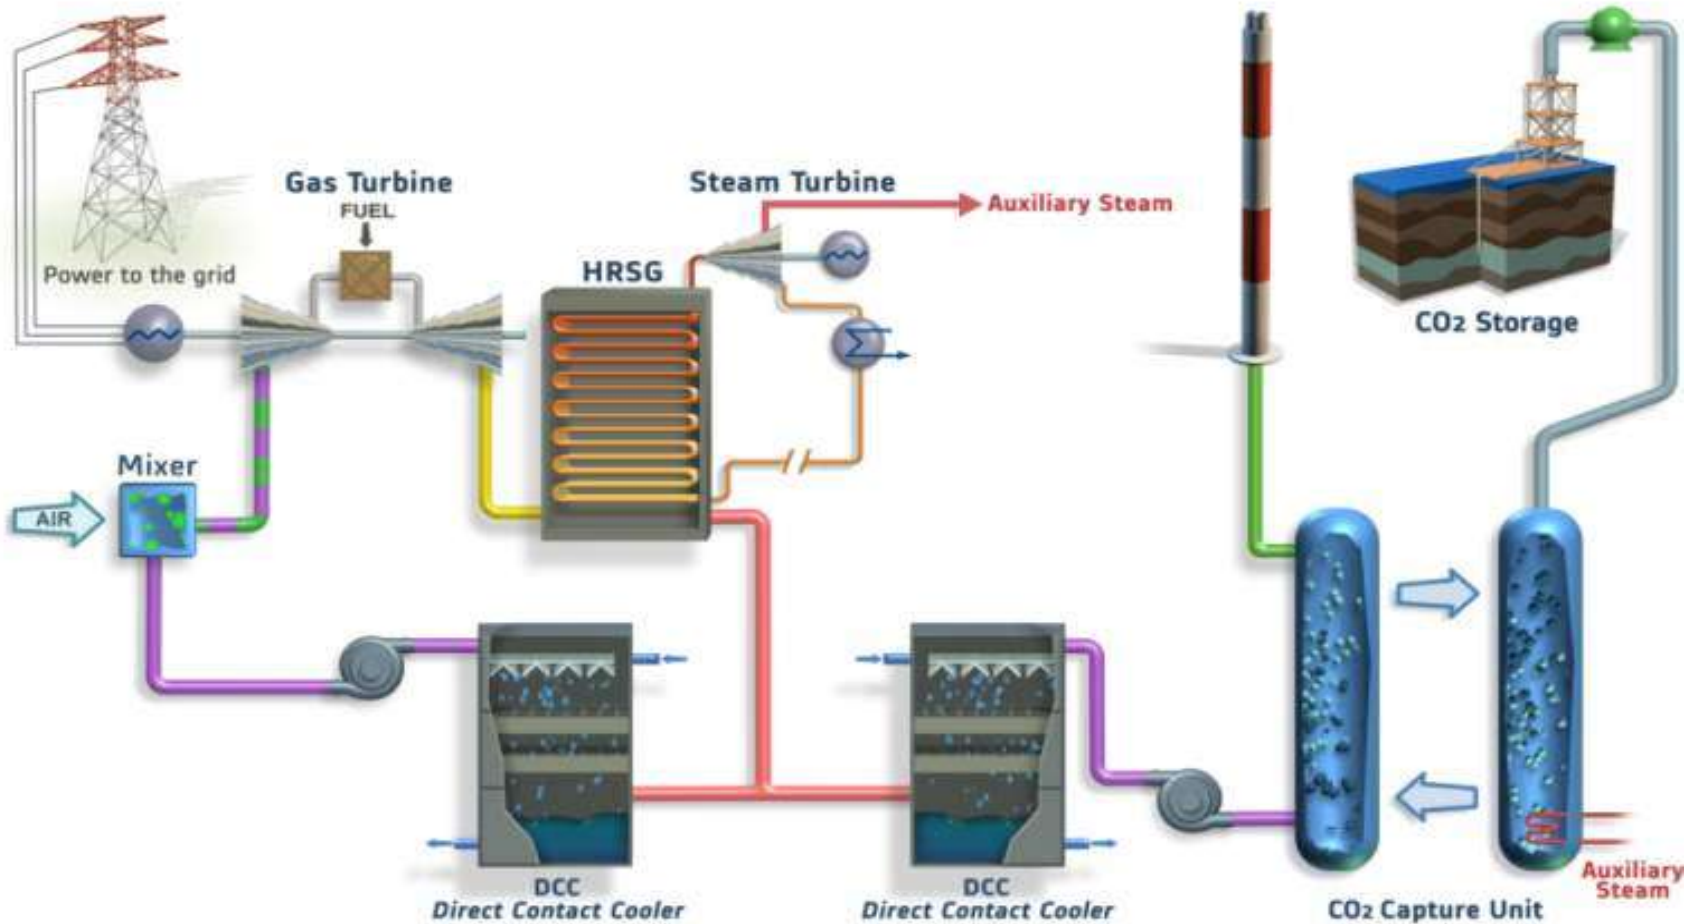 Gas Turbine
FUEL
Steam Turbine
Auxiliary Steam
Power to the grid
HRSG
CO2 Storage
Mixer
AIR
DCC
Direct Contact Cooler
DCC
Direct Contact Cooler
Auxiliary
Steam
CO2 Capture Unit